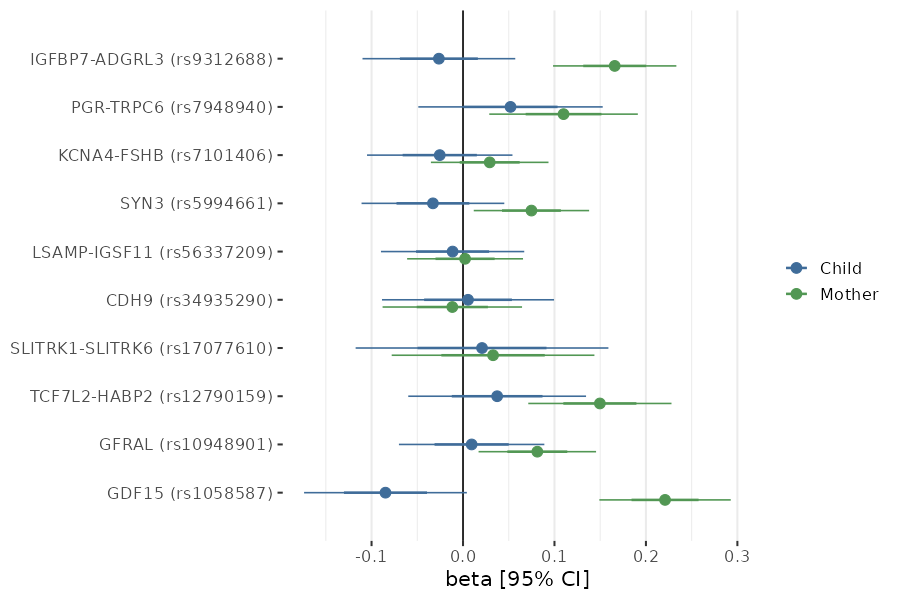 IGFBP7-ADGRL3 (rs9312688)
PGR-TRPC6 (rs7948940)
KCNA4-FSHB (rs7101406)
SYN3 (rs5994661)
LSAMP-IGSF11 (rs56337209)
CDH9 (rs34935290)
SLITRK1-SLITRK6 (rs17077610)
TCF7L2-HABP2 (rs12790159)
GFRAL (rs10948901)
GDF15 (rs1058587)
-0.1 0.0 0.1 0.2 0.3
beta [95% CI]
Child
Mother